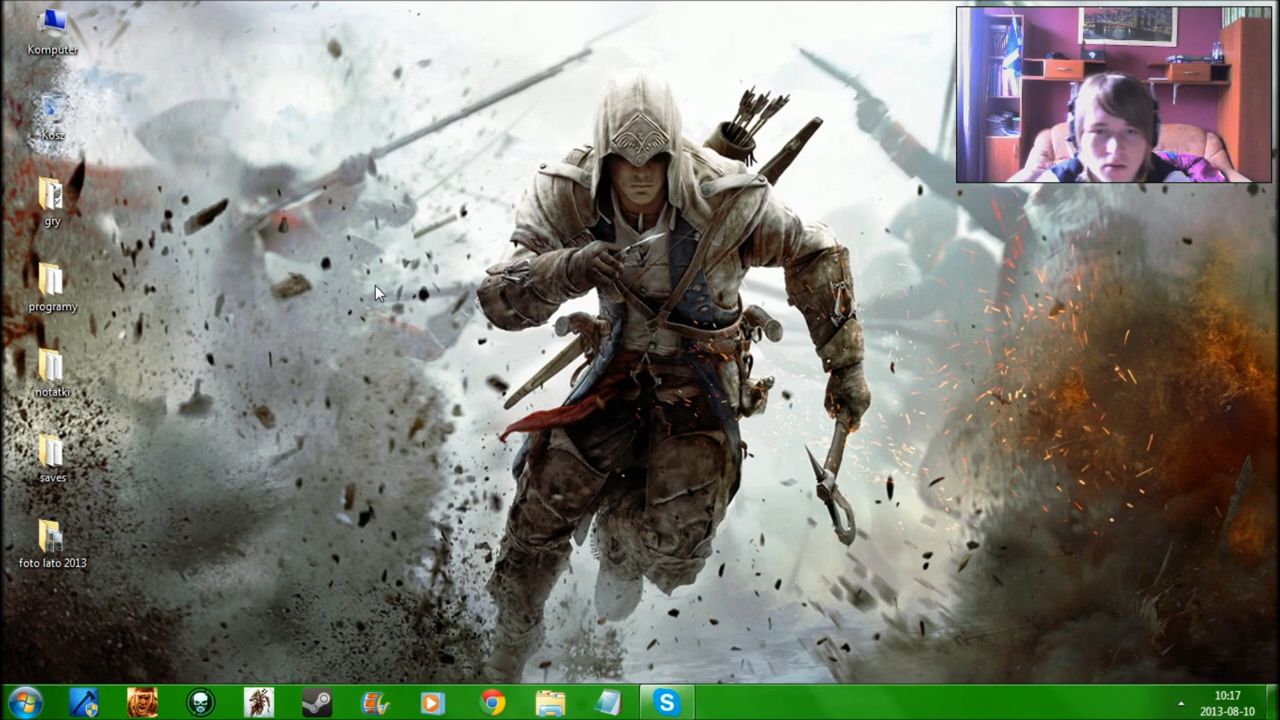 Komputer
Kosz
gry
programy
notatki
saves
foto lato 2013
10:17
2013-08-10